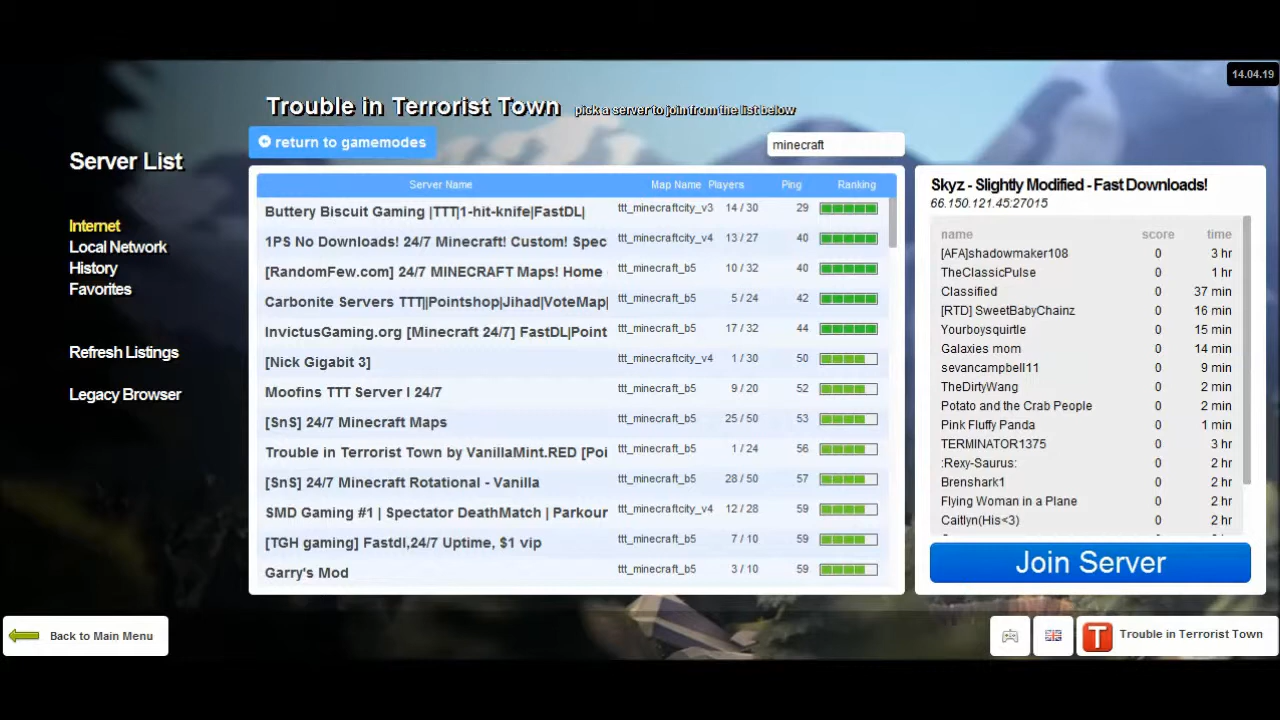 14.04.19
Trouble in Terrorist Town pick a server to join from the list below
return to gamemodes
minecraft
Server List
Internet
Local Network
History
Favorites
Refresh Listings
Legacy Browser
Server Name Map Name Players Ping Ranking
Buttery Biscuit Gaming |TTT|1-hit-knife|FastDL| ttt_minecraftcity_v3 14 / 30 29
1PS No Downloads! 24/7 Minecraft! Custom! Spec ttt_minecraftcity_v4 13 / 27 40
[RandomFew.com] 24/7 MINECRAFT Maps! Home ttt_minecraft_b5 10 / 32 40
Carbonite Servers TTT||Pointshop|Jihad|VoteMap| ttt_minecraft_b5 5 / 24 42
InvictusGaming.org [Minecraft 24/7] FastDL|Point ttt_minecraft_b5 17 / 32 44
[Nick Gigabit 3] ttt_minecraftcity_v4 1 / 30 50
Moofins TTT Server l 24/7 ttt_minecraft_b5 9 / 20 52
[SnS] 24/7 Minecraft Maps ttt_minecraft_b5 25 / 50 53
Trouble in Terrorist Town by VanillaMint.RED [Poi ttt_minecraft_b5 1 / 24 56
[SnS] 24/7 Minecraft Rotational - Vanilla ttt_minecraft_b5 28 / 50 57
SMD Gaming #1 | Spectator DeathMatch | Parkour ttt_minecraftcity_v4 12 / 28 59
[TGH gaming] Fastdl,24/7 Uptime, $1 vip ttt_minecraft_b5 7 / 10 59
Garry's Mod ttt_minecraft_b5 3 / 10 59
Skyz - Slightly Modified - Fast Downloads!
66.150.121.45:27015
name score time
[AFA]shadowmaker108 0 3 hr
TheClassicPulse 0 1 hr
Classified 0 37 min
[RTD] SweetBabyChainz 0 16 min
Yourboysquirtle 0 15 min
Galaxies mom 0 14 min
sevancampbell11 0 9 min
TheDirtyWang 0 2 min
Potato and the Crab People 0 2 min
Pink Fluffy Panda 0 1 min
TERMINATOR1375 0 3 hr
:Rexy-Saurus: 0 2 hr
Brenshark1 0 2 hr
Flying Woman in a Plane 0 2 hr
Caitlyn(His<3) 0 2 hr
Join Server
Back to Main Menu
T Trouble in Terrorist Town